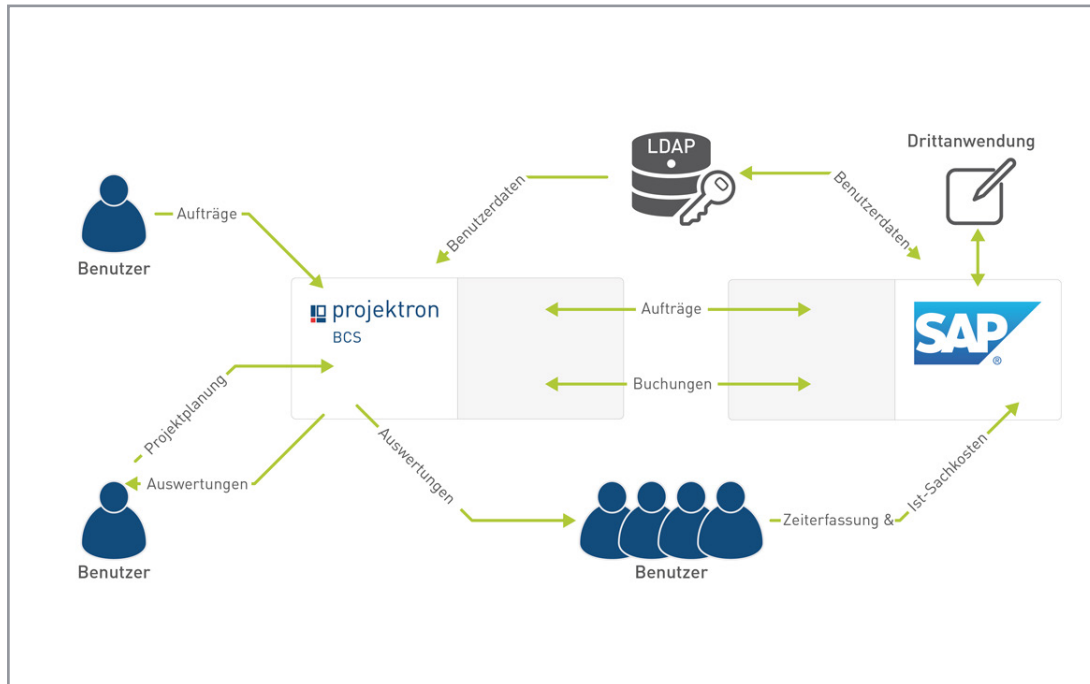 LDAP
Drittanwendung
Benutzerdaten
Benutzerdaten
Aufträge
Benutzer
projektron
BCS
Aufträge
SAP
®
Buchungen
Projektplanung
Auswertungen
Auswertungen
Benutzer
Zeiterfassung &
Ist-Sachkosten
Benutzer